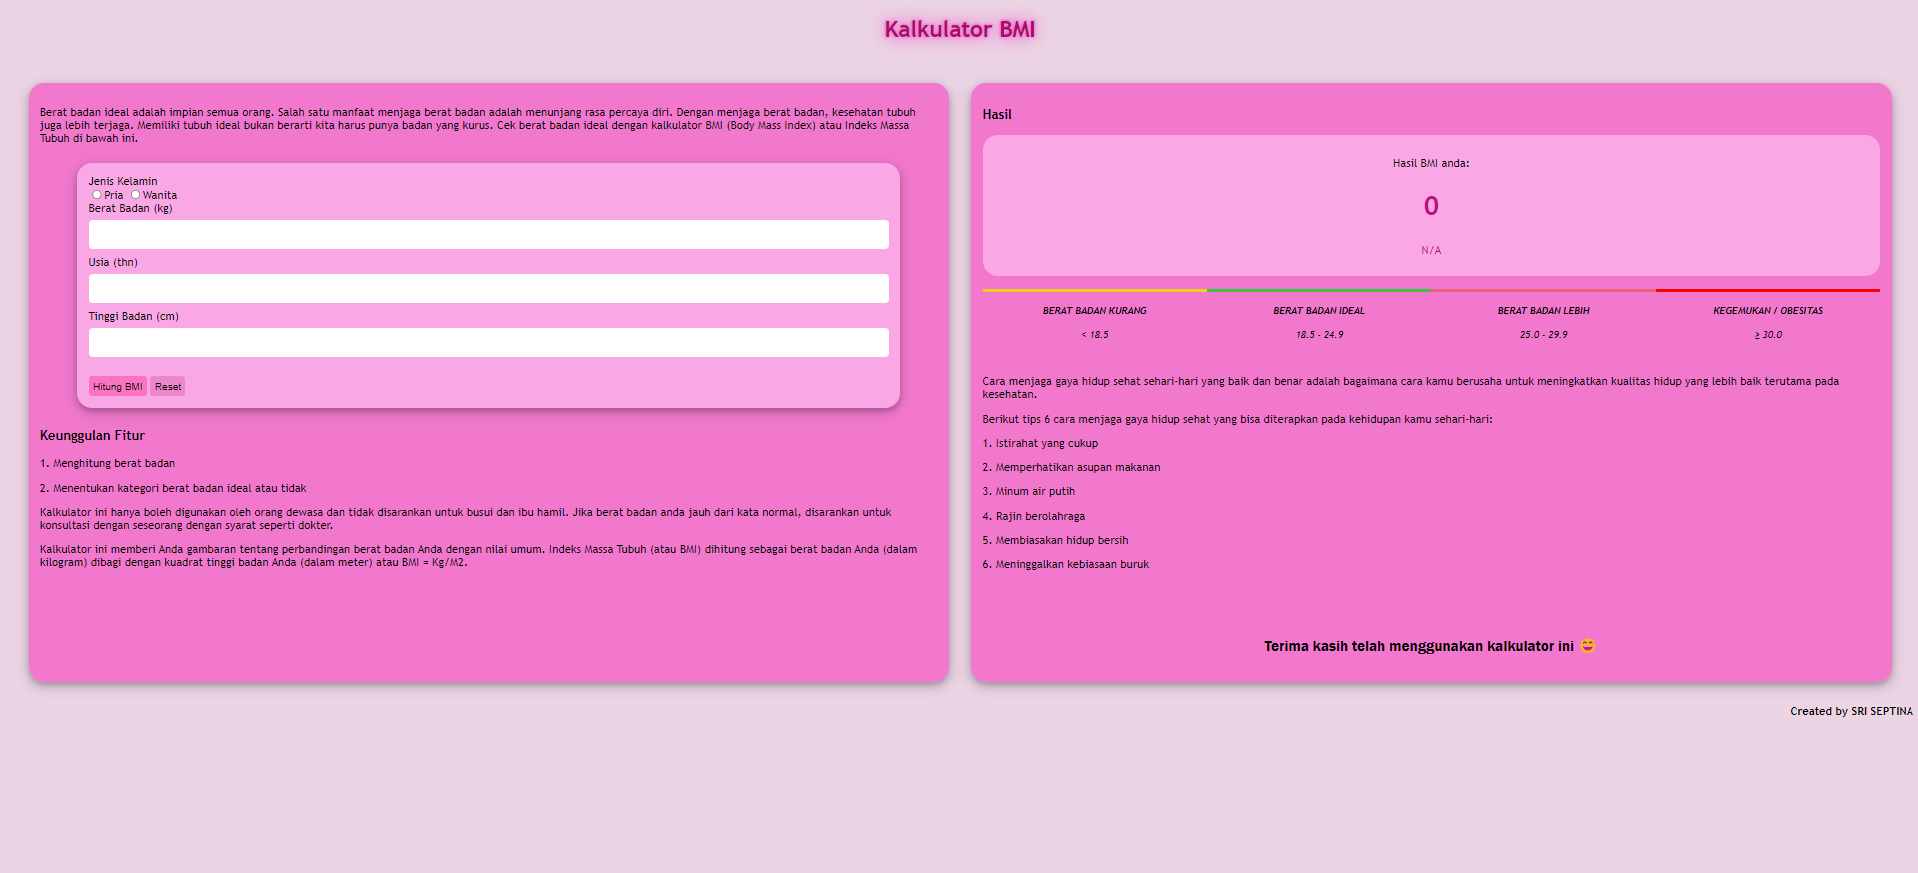 Kalkulator BMI
Berat badan ideal adalah impian semua orang. Salah satu manfaat menjaga berat badan adalah menunjang rasa percaya diri. Dengan menjaga berat badan, kesehatan tubuh
juga lebih terjaga. Memiliki tubuh ideal bukan berarti kita harus punya badan yang kurus. Cek berat badan ideal dengan kalkulator BMI (Body Mass Index) atau Indeks Massa
Tubuh di bawah ini.
Jenis Kelamin
Pria Wanita
Berat Badan (kg)
Usia (thn)
Tinggi Badan (cm)
Hitung BMI Reset
Keunggulan Fitur
1. Menghitung berat badan
2. Menentukan kategori berat badan ideal atau tidak
Kalkulator ini hanya boleh digunakan oleh orang dewasa dan tidak disarankan untuk busui dan ibu hamil. Jika berat badan anda jauh dari kata normal, disarankan untuk
konsultasi dengan seseorang dengan syarat seperti dokter.
Kalkulator ini memberi Anda gambaran tentang perbandingan berat badan Anda dengan nilai umum. Indeks Massa Tubuh (atau BMI) dihitung sebagai berat badan Anda (dalam
kilogram) dibagi dengan kuadrat tinggi badan Anda (dalam meter) atau BMI = Kg/M2.
Hasil
Hasil BMI anda:
0
N/A
BERAT BADAN KURANG BERAT BADAN IDEAL BERAT BADAN LEBIH KEGEMUKAN / OBESITAS
< 18.5 18.5 - 24.9 25.0 - 29.9 ≥ 30.0
Cara menjaga gaya hidup sehat sehari-hari yang baik dan benar adalah bagaimana cara kamu berusaha untuk meningkatkan kualitas hidup yang lebih baik terutama pada
kesehatan.
Berikut tips 6 cara menjaga gaya hidup sehat yang bisa diterapkan pada kehidupan kamu sehari-hari:
1. Istirahat yang cukup
2. Memperhatikan asupan makanan
3. Minum air putih
4. Rajin berolahraga
5. Membiasakan hidup bersih
6. Meninggalkan kebiasaan buruk
Terima kasih telah menggunakan kalkulator ini 😄
Created by SRI SEPTINA